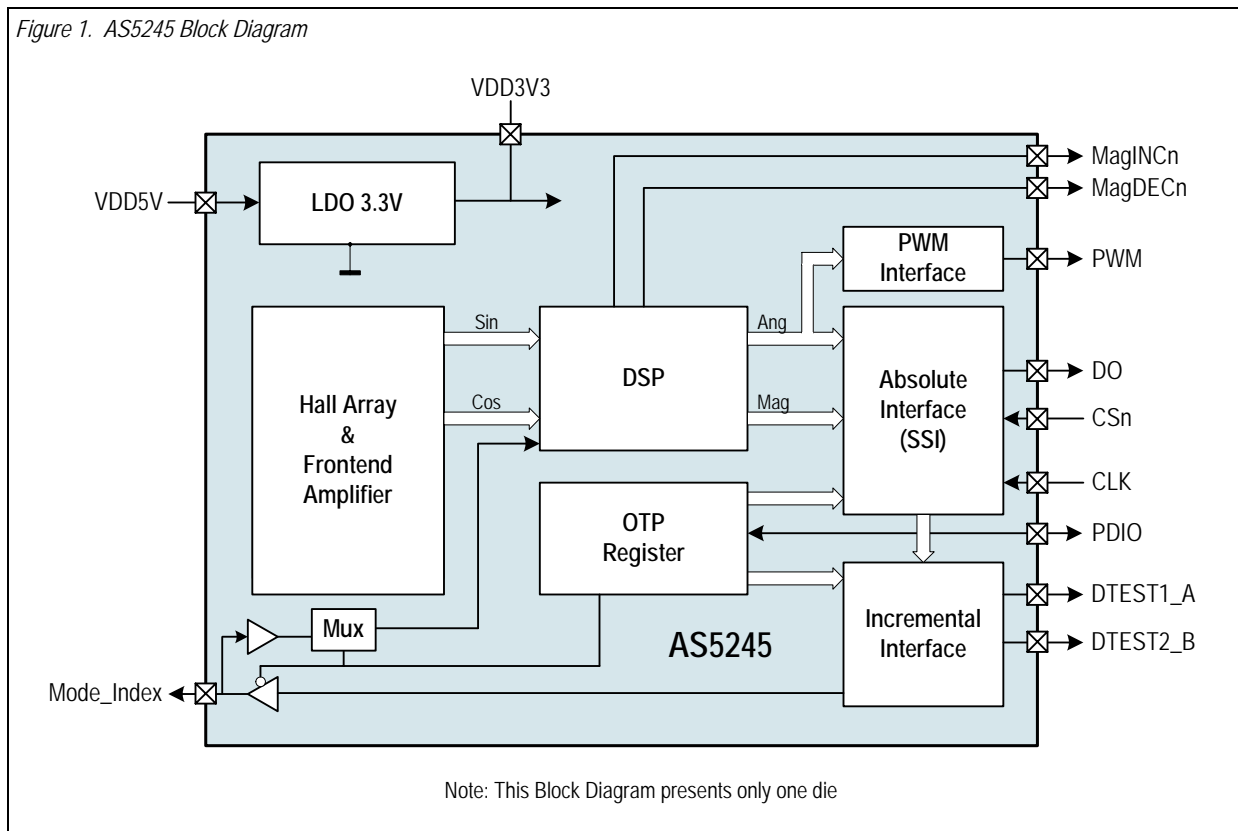 Figure 1. AS5245 Block Diagram
VDD3V3
VDD5V
LDO 3.3V
MagINCn
MagDECn
PWM
Interface
PWM
Hall Array
&
Frontend
Amplifier
Sin
Cos
DSP
Ang
Mag
Absolute
Interface
(SSI)
DO
CSn
CLK
OTP
Register
PDIO
Mux
AS5245
Incremental
Interface
DTEST1_A
DTEST2_B
Mode_Index
Note: This Block Diagram presents only one die